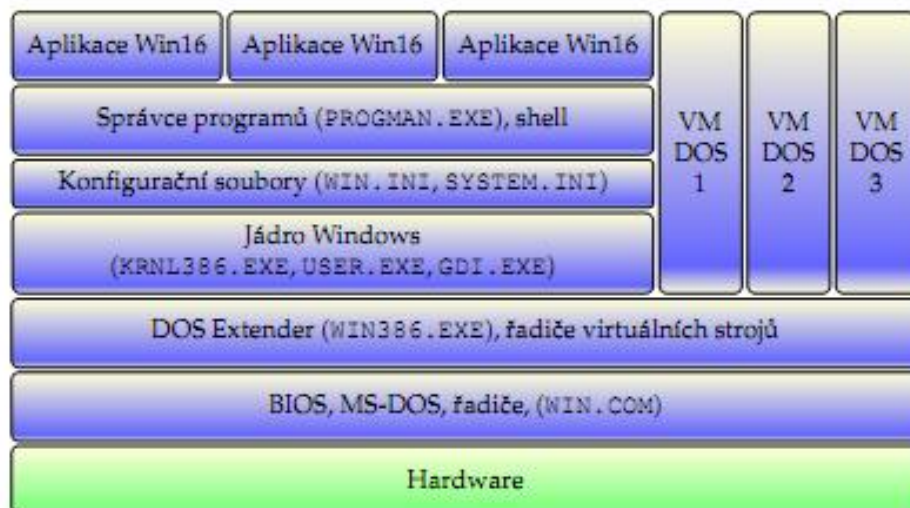 Aplikace Win16 Aplikace Win16 Aplikace Win16
Správce programů (PROGMAN.EXE), shell
Konfigurační soubory (WIN.INI, SYSTEM.INI)
Jádro Windows
(KRNL386.EXE, USER.EXE, GDI.EXE)
VM
DOS
1
VM
DOS
2
VM
DOS
3
DOS Extender (WIN386.EXE), řadiče virtuálních strojů
BIOS, MS-DOS, řadiče, (WIN.COM)
Hardware